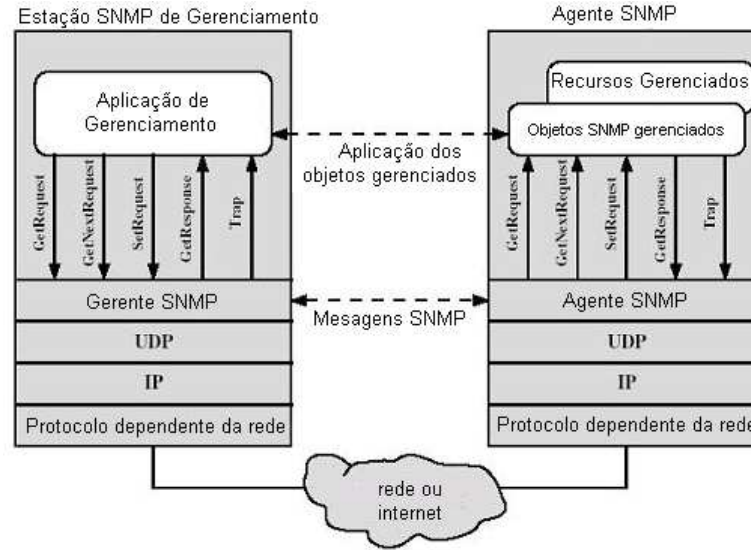 Estação SNMP de Gerenciamento
Agente SNMP
Aplicação de
Gerenciamento
Recursos Gerenciados
Objetos SNMP gerenciados
Aplicação dos
objetos gerenciados
GetRequest
GetNextRequest
SetRequest
GetResponse
Trap
GetRequest
GetNextRequest
SetRequest
GetResponse
Trap
Gerente SNMP
Mesagens SNMP
Agente SNMP
UDP
UDP
IP
IP
Protocolo dependente da rede
Protocolo dependente da rede
rede ou
internet